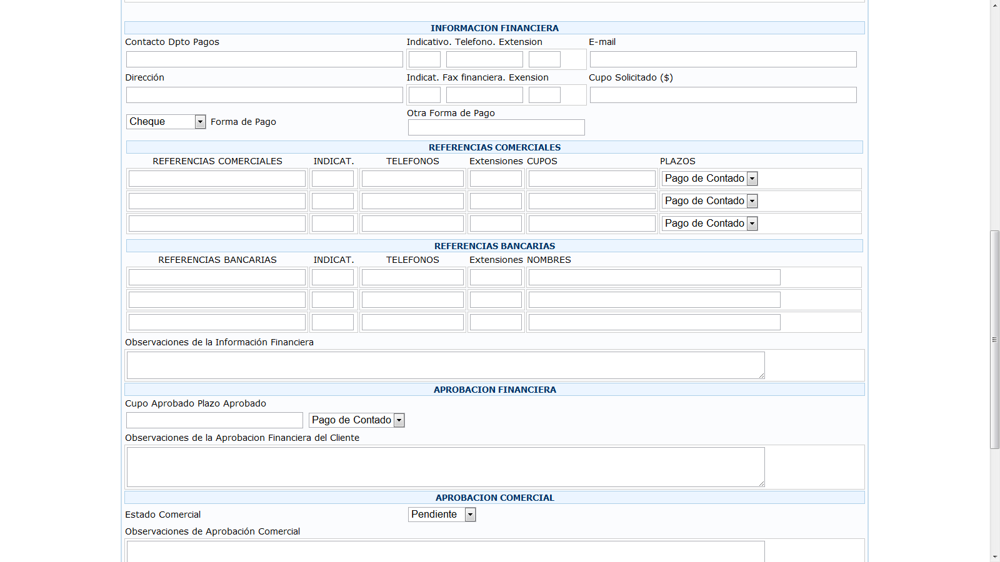 INFORMACION FINANCIERA
Contacto Dpto Pagos Indicativo. Telefono. Extension E-mail
Dirección Indicat. Fax financiera. Exension Cupo Solicitado ($)
Cheque Forma de Pago Otra Forma de Pago
REFERENCIAS COMERCIALES
REFERENCIAS COMERCIALES INDICAT. TELEFONOS Extensiones CUPOS PLAZOS
Pago de Contado
Pago de Contado
Pago de Contado
REFERENCIAS BANCARIAS
REFERENCIAS BANCARIAS INDICAT. TELEFONOS Extensiones NOMBRES
Observaciones de la Información Financiera
APROBACION FINANCIERA
Cupo Aprobado Plazo Aprobado
Pago de Contado
Observaciones de la Aprobacion Financiera del Cliente
APROBACION COMERCIAL
Estado Comercial Pendiente
Observaciones de Aprobación Comercial